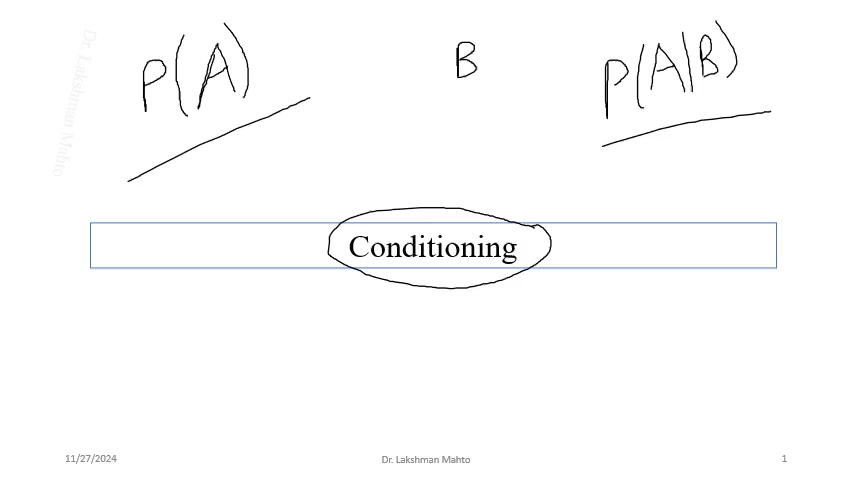 Dr. Lakshman Mahto
P(A) B P(A|B)
Conditioning
11/27/2024 Dr. Lakshman Mahto 1